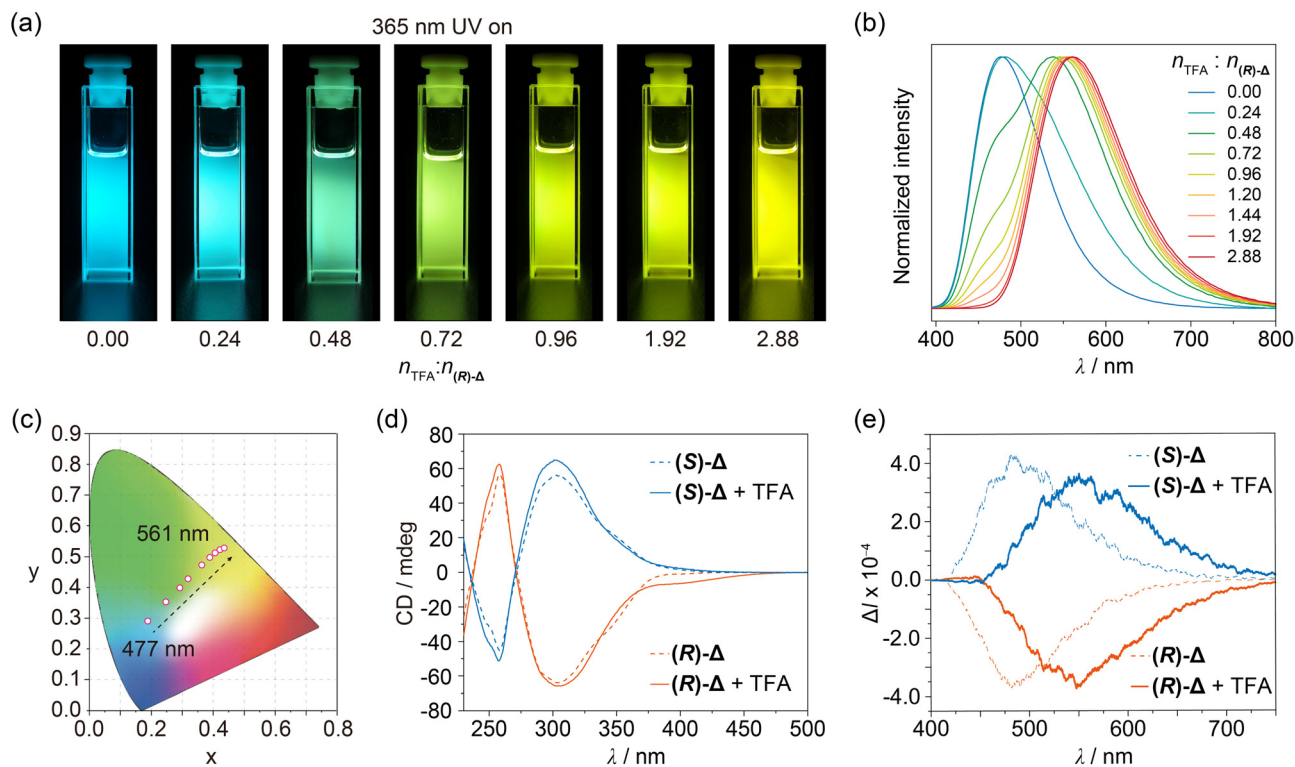 (a)
365 nm UV on
0.00 0.24 0.48 0.72 0.96 1.92 2.88
nTFA:n(R)-Δ
(b)
Normalized intensity
nTFA : n(R)-Δ
0.00
0.24
0.48
0.72
0.96
1.20
1.44
1.92
2.88
400 500 600 700 800
λ / nm
(c)
0.9
0.8
0.7
0.6
0.5
0.4
0.3
0.2
0.1
0.0
y
561 nm
477 nm
0.0 0.2 0.4 0.6 0.8
x
(d)
80
60
40
20
0
-20
-40
-60
-80
CD / mdeg
(S)-Δ
(S)-Δ + TFA
(R)-Δ
(R)-Δ + TFA
250 300 350 400 450 500
λ / nm
(e)
4.0
2.0
0.0
-2.0
-4.0
ΔI x 10⁻⁴
(S)-Δ
(S)-Δ + TFA
(R)-Δ
(R)-Δ + TFA
400 500 600 700
λ / nm